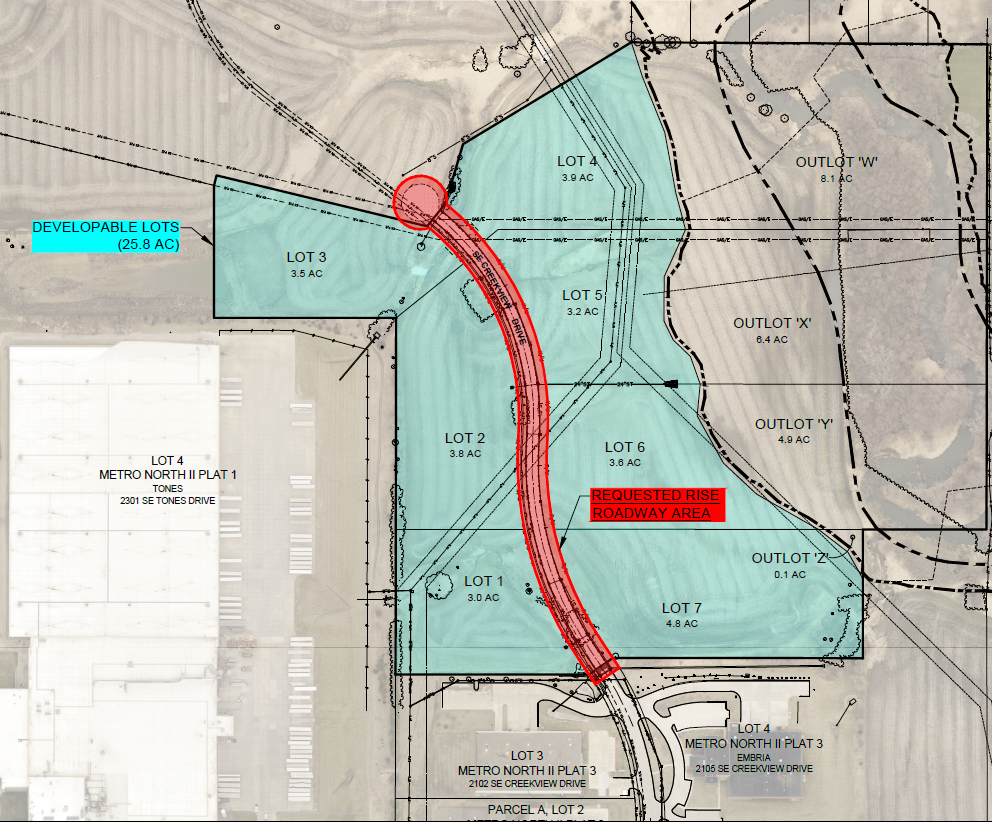 LOT 4
3.9 AC
OUTLOT 'W'
8.1 AC
DEVELOPABLE LOTS
(25.8 AC)
LOT 3
3.5 AC
SE CREEKVIEW DRIVE
LOT 5
3.2 AC
OUTLOT 'X'
6.4 AC
OUTLOT 'Y'
4.9 AC
LOT 2
3.8 AC
LOT 6
3.6 AC
LOT 4
METRO NORTH II PLAT 1
TONES
2301 SE TONES DRIVE
REQUESTED RISE
ROADWAY AREA
OUTLOT 'Z'
0.1 AC
LOT 1
3.0 AC
LOT 7
4.8 AC
LOT 4
METRO NORTH II PLAT 3
EMBRIA
2105 SE CREEKVIEW DRIVE
LOT 3
METRO NORTH II PLAT 3
2102 SE CREEKVIEW DRIVE
PARCEL A, LOT 2